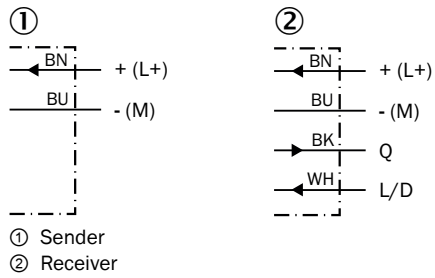 ①
BN + (L+)
BU - (M)
②
BN + (L+)
BU - (M)
BK Q
WH L/D
① Sender
② Receiver